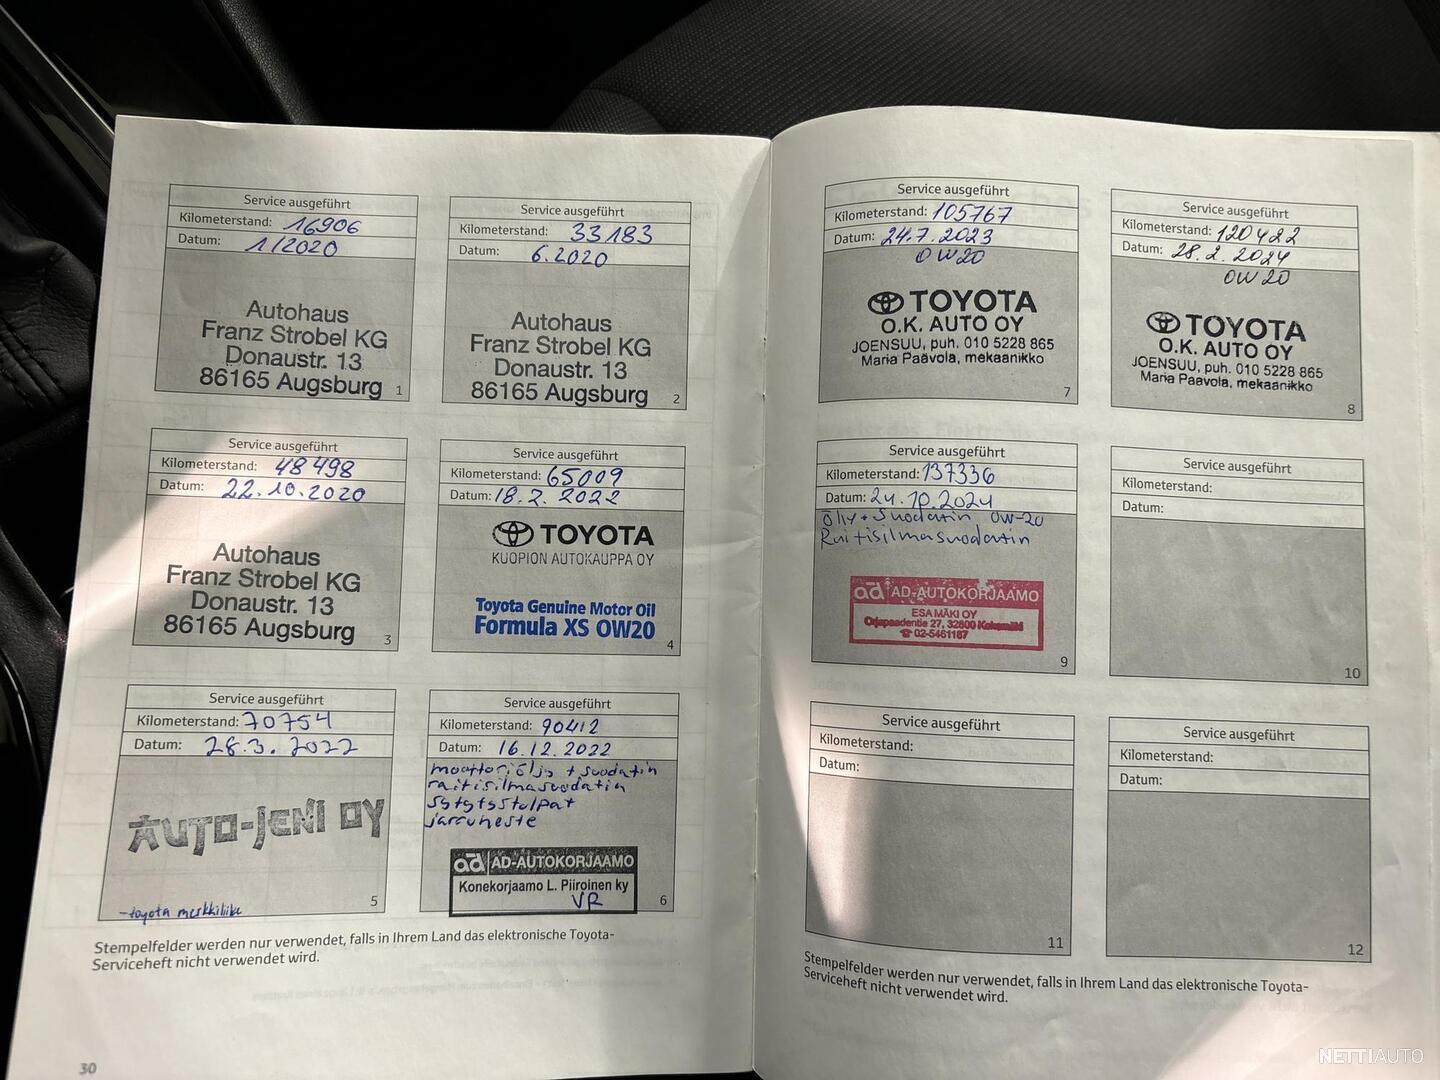 Service ausgeführt
Kilometerstand: 16906
Datum: 1/2020
Autohaus
Franz Strobel KG
Donaustr. 13
86165 Augsburg
1
Service ausgeführt
Kilometerstand: 33183
Datum: 6.2020
Autohaus
Franz Strobel KG
Donaustr. 13
86165 Augsburg
2
Service ausgeführt
Kilometerstand: 48498
Datum: 22.10.2020
Autohaus
Franz Strobel KG
Donaustr. 13
86165 Augsburg
3
Service ausgeführt
Kilometerstand: 65009
Datum: 18.2.2022
TOYOTA
KUOPION AUTOKAUPPA OY
Toyota Genuine Motor Oil
Formula XS 0W20
4
Service ausgeführt
Kilometerstand: 70754
Datum: 28.3.2022
AUTO-JENI OY
-toyota merkkiliike
5
Service ausgeführt
Kilometerstand: 90412
Datum: 16.12.2022
moottoriöljy + suodatin
raitisilmasuodatin
sytytystulpat
jarruneste
ad AD-AUTOKORJAAMO
Konekorjaamo L. Piiroinen ky
VR
6
Stempelfelder werden nur verwendet, falls in Ihrem Land das elektronische Toyota-
Serviceheft nicht verwendet wird.
30
Service ausgeführt
Kilometerstand: 105767
Datum: 24.7.2023
0W20
TOYOTA
O.K. AUTO OY
JOENSUU, puh. 010 5228 865
Maria Paavola, mekaanikko
7
Service ausgeführt
Kilometerstand: 120422
Datum: 28.2.2024
0W20
TOYOTA
O.K. AUTO OY
JOENSUU, puh. 010 5228 865
Maria Paavola, mekaanikko
8
Service ausgeführt
Kilometerstand: 137336
Datum: 24.10.2024
Öljy + Suodatin 0W-20
Raitisilmasuodatin
ad AD-AUTOKORJAAMO
ESA MÄKI OY
Orjapaadentie 27, 32800 Kokemäki
☎ 02-5461187
9
Service ausgeführt
Kilometerstand:
Datum:
10
Service ausgeführt
Kilometerstand:
Datum:
11
Service ausgeführt
Kilometerstand:
Datum:
12
Stempelfelder werden nur verwendet, falls in Ihrem Land das elektronische Toyota-
Serviceheft nicht verwendet wird.
NETTIAUTO